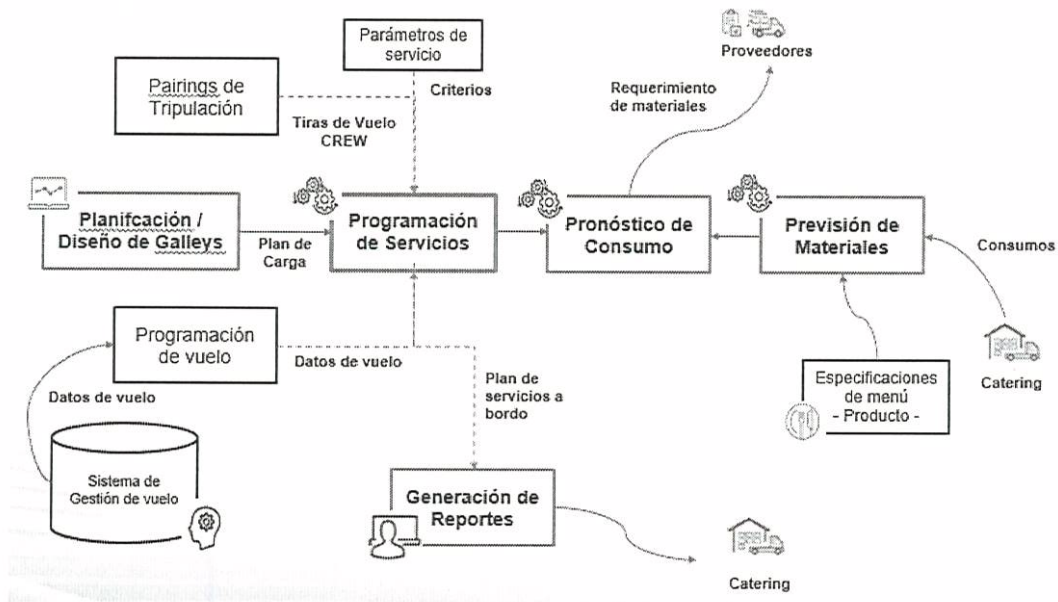 Parámetros de
servicio
Proveedores
Pairings de
Tripulación
Criterios
Requerimiento
de materiales
Tiras de Vuelo
CREW
Planifcación /
Diseño de Galleys
Plan de
Carga
Programación
de Servicios
Pronóstico de
Consumo
Previsión de
Materiales
Consumos
Programación
de vuelo
Datos de vuelo
Datos de vuelo
Plan de
servicios a
bordo
Especificaciones
de menú
- Producto -
Catering
Sistema de
Gestión de vuelo
Generación de
Reportes
Catering